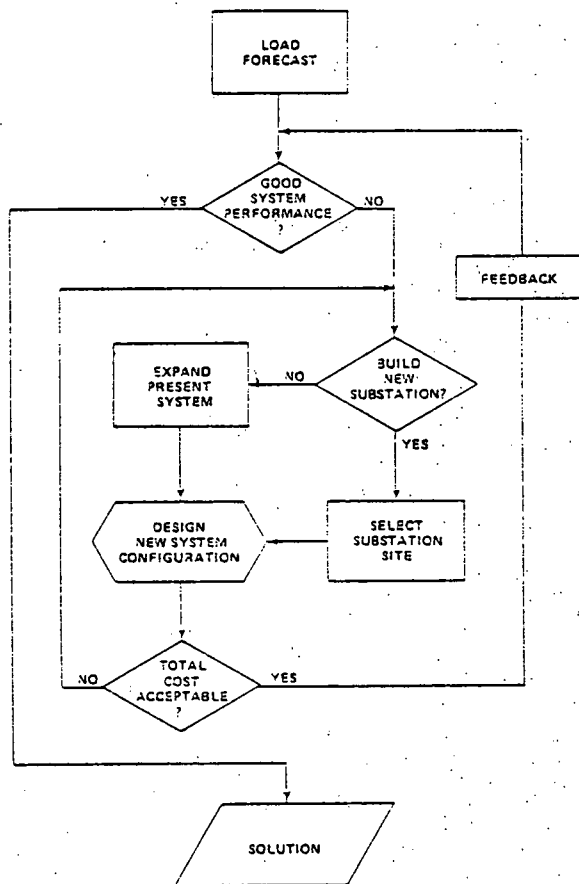 LOAD
FORECAST
GOOD
SYSTEM
PERFORMANCE
?
YES
NO
FEEDBACK
BUILD
NEW
SUBSTATION?
NO
EXPAND
PRESENT
SYSTEM
YES
DESIGN
NEW SYSTEM
CONFIGURATION
SELECT
SUBSTATION
SITE
TOTAL
COST
ACCEPTABLE
?
NO
YES
SOLUTION